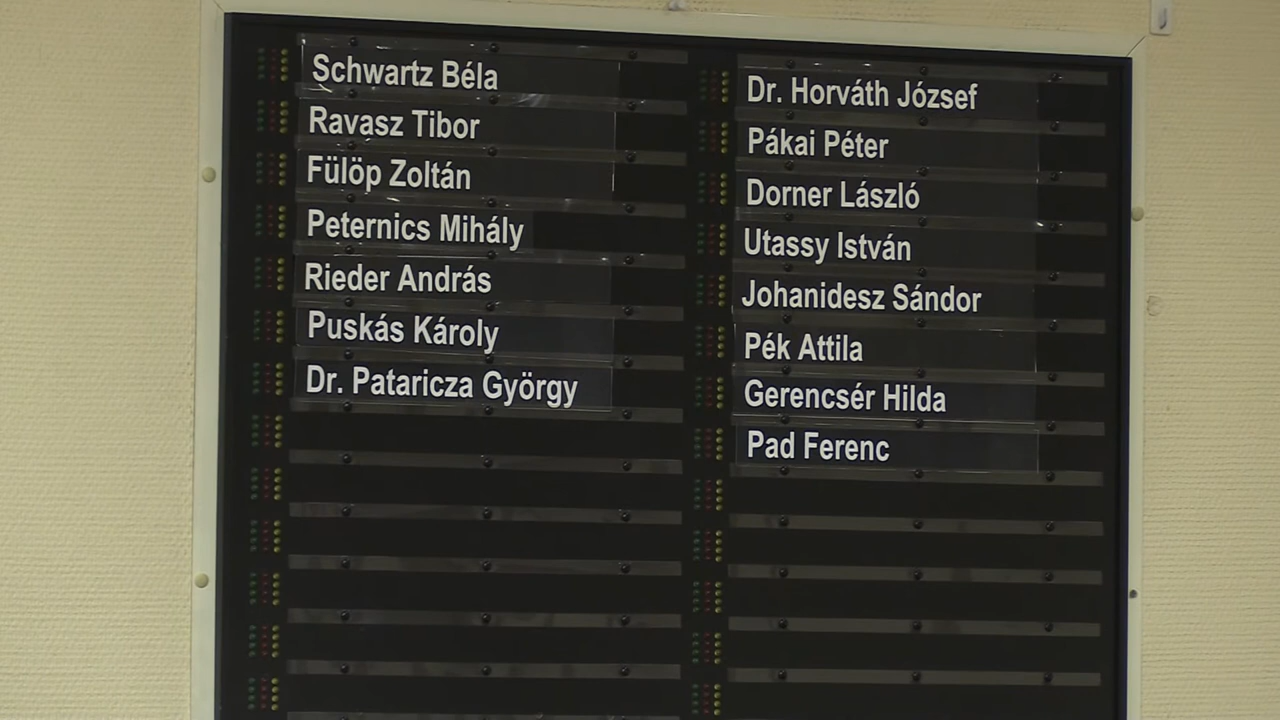 Schwartz Béla
Ravasz Tibor
Fülöp Zoltán
Peternics Mihály
Rieder András
Puskás Károly
Dr. Pataricza György
Dr. Horváth József
Pákai Péter
Dorner László
Utassy István
Johanidesz Sándor
Pék Attila
Gerencsér Hilda
Pad Ferenc